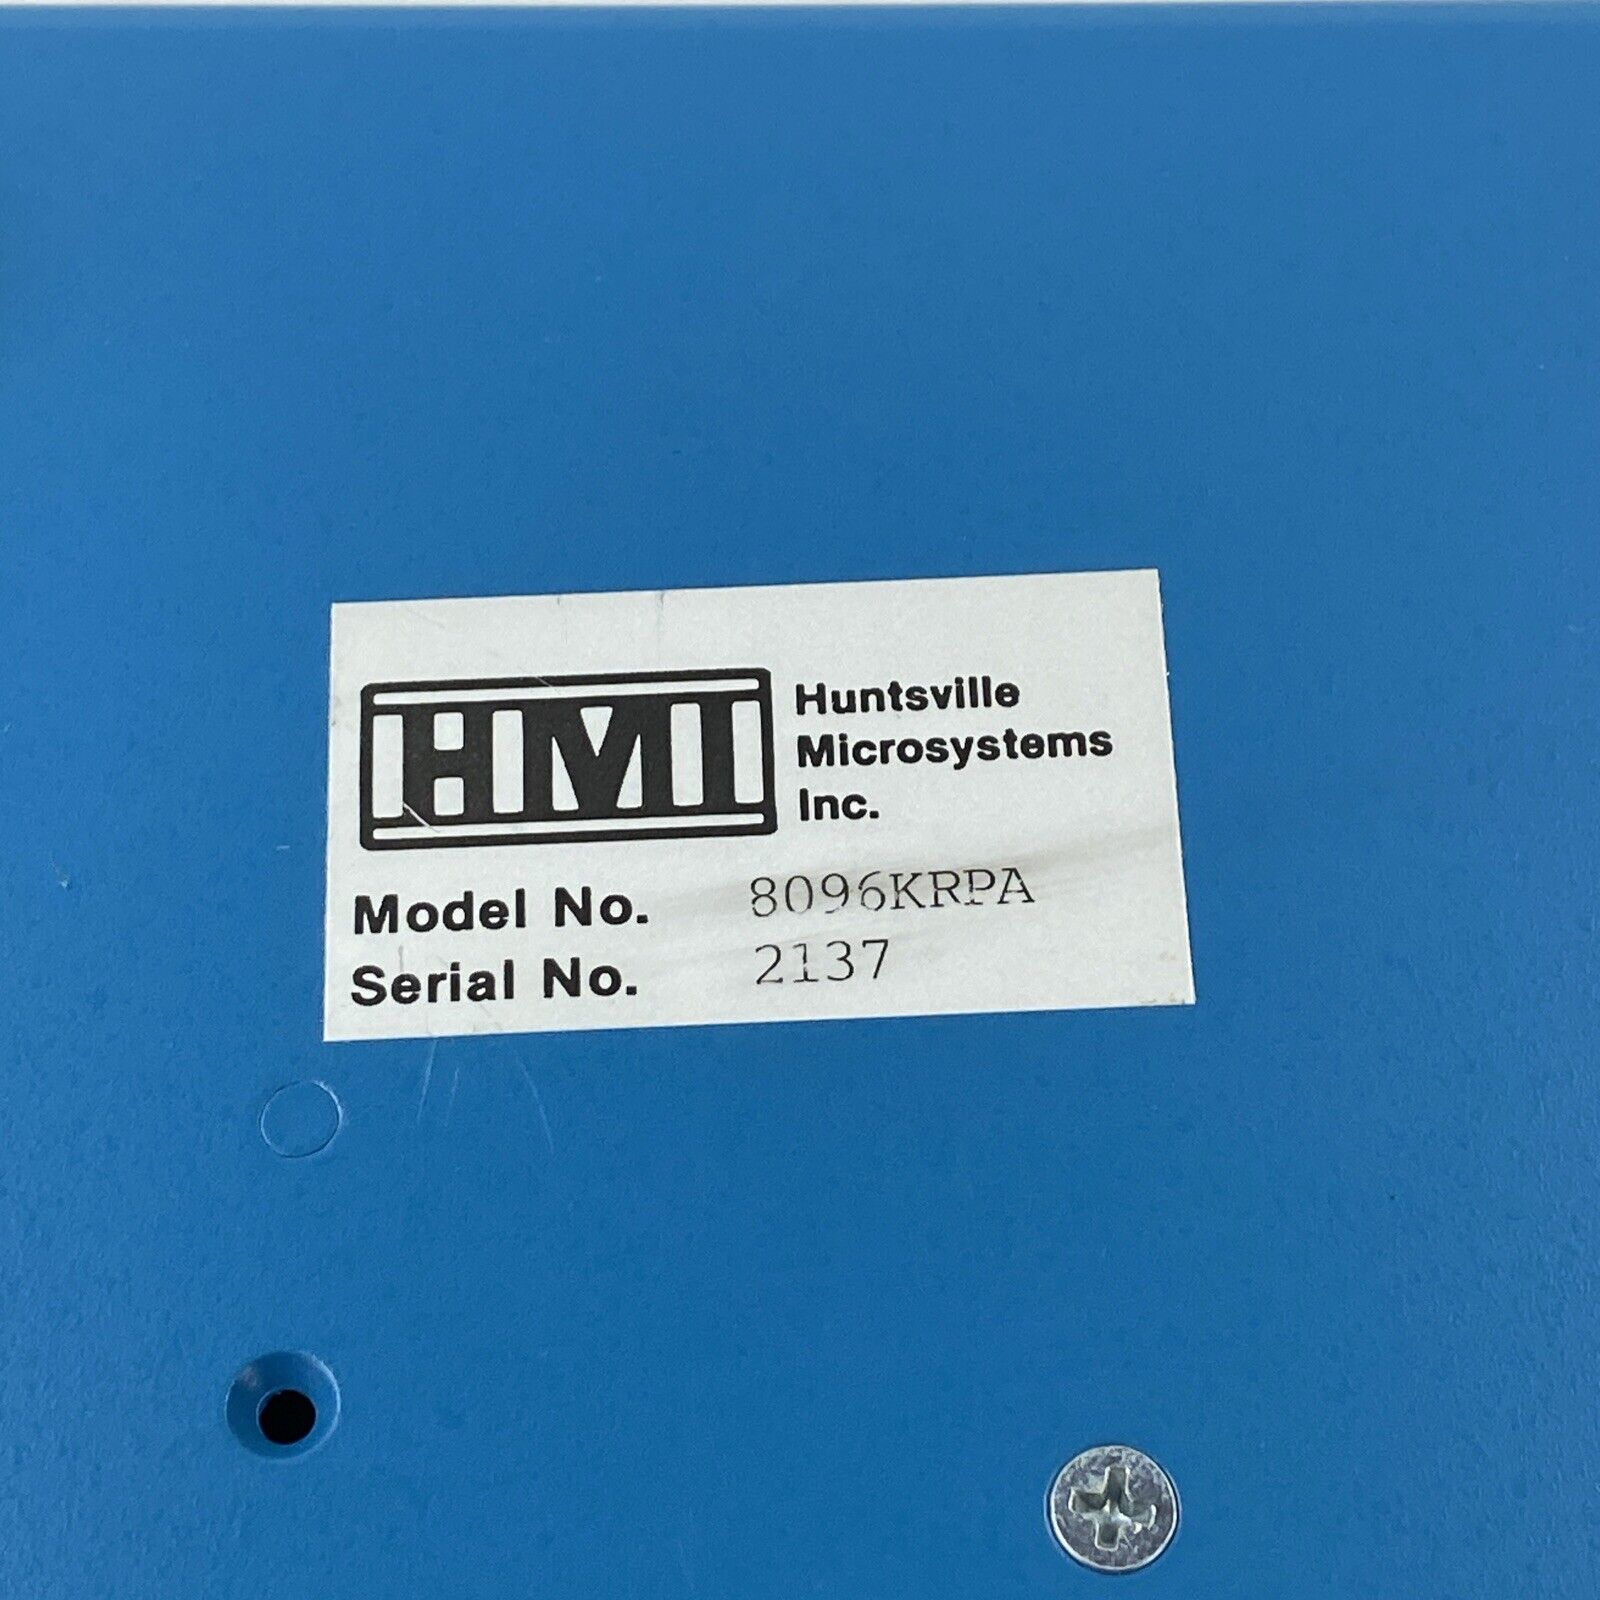 HMI
Huntsville
Microsystems
Inc.
Model No. 8096KRPA
Serial No. 2137